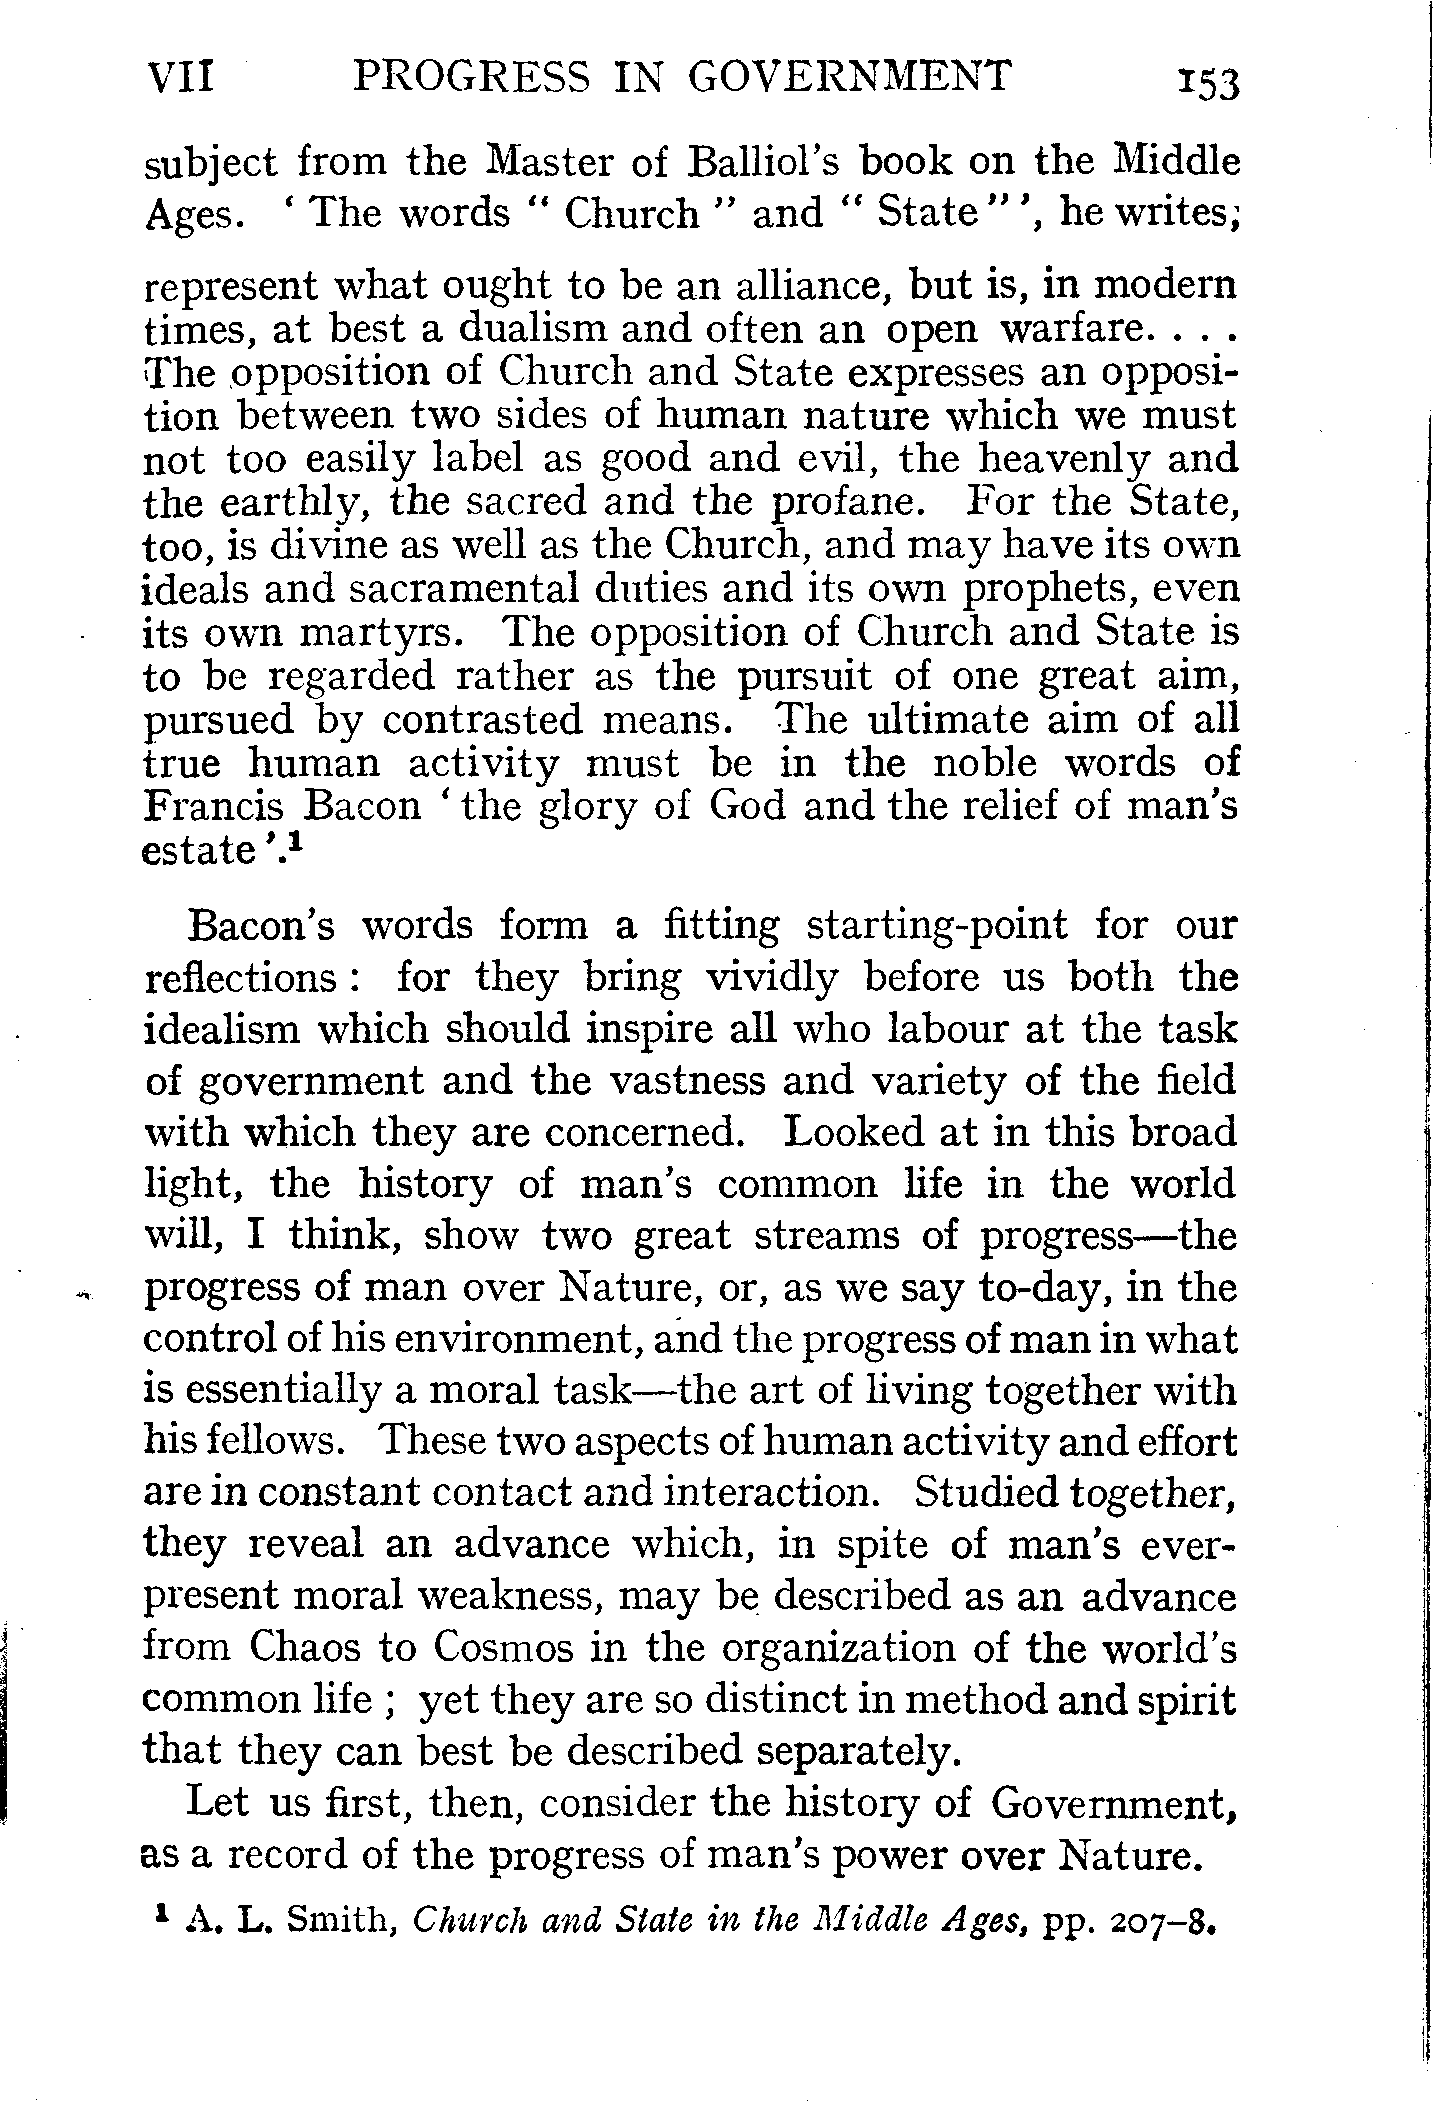 VII PROGRESS IN GOVERNMENT 153
subject from the Master of Balliol's book on the Middle
Ages. ‘ The words “ Church ” and “ State ” ’, he writes;
represent what ought to be an alliance, but is, in modern
times, at best a dualism and often an open warfare. . . .
The opposition of Church and State expresses an opposi-
tion between two sides of human nature which we must
not too easily label as good and evil, the heavenly and
the earthly, the sacred and the profane. For the State,
too, is divine as well as the Church, and may have its own
ideals and sacramental duties and its own prophets, even
its own martyrs. The opposition of Church and State is
to be regarded rather as the pursuit of one great aim,
pursued by contrasted means. The ultimate aim of all
true human activity must be in the noble words of
Francis Bacon ‘ the glory of God and the relief of man's
estate ’.¹
Bacon's words form a fitting starting-point for our
reflections : for they bring vividly before us both the
idealism which should inspire all who labour at the task
of government and the vastness and variety of the field
with which they are concerned. Looked at in this broad
light, the history of man's common life in the world
will, I think, show two great streams of progress—the
progress of man over Nature, or, as we say to-day, in the
control of his environment, and the progress of man in what
is essentially a moral task—the art of living together with
his fellows. These two aspects of human activity and effort
are in constant contact and interaction. Studied together,
they reveal an advance which, in spite of man's ever-
present moral weakness, may be described as an advance
from Chaos to Cosmos in the organization of the world's
common life ; yet they are so distinct in method and spirit
that they can best be described separately.
Let us first, then, consider the history of Government,
as a record of the progress of man's power over Nature.
¹ A. L. Smith, Church and State in the Middle Ages, pp. 207–8.